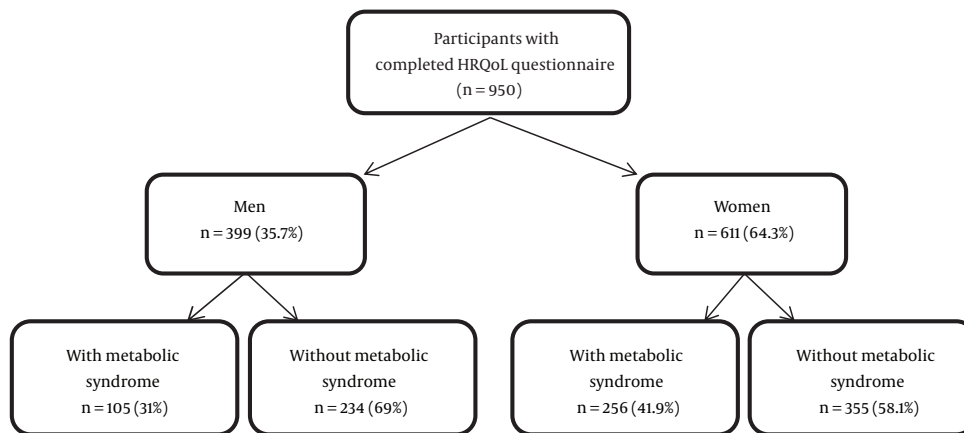 Participants with
completed HRQoL questionnaire
(n = 950)
Men
n = 399 (35.7%)
Women
n = 611 (64.3%)
With metabolic
syndrome
n = 105 (31%)
Without metabolic
syndrome
n = 234 (69%)
With metabolic
syndrome
n = 256 (41.9%)
Without metabolic
syndrome
n = 355 (58.1%)